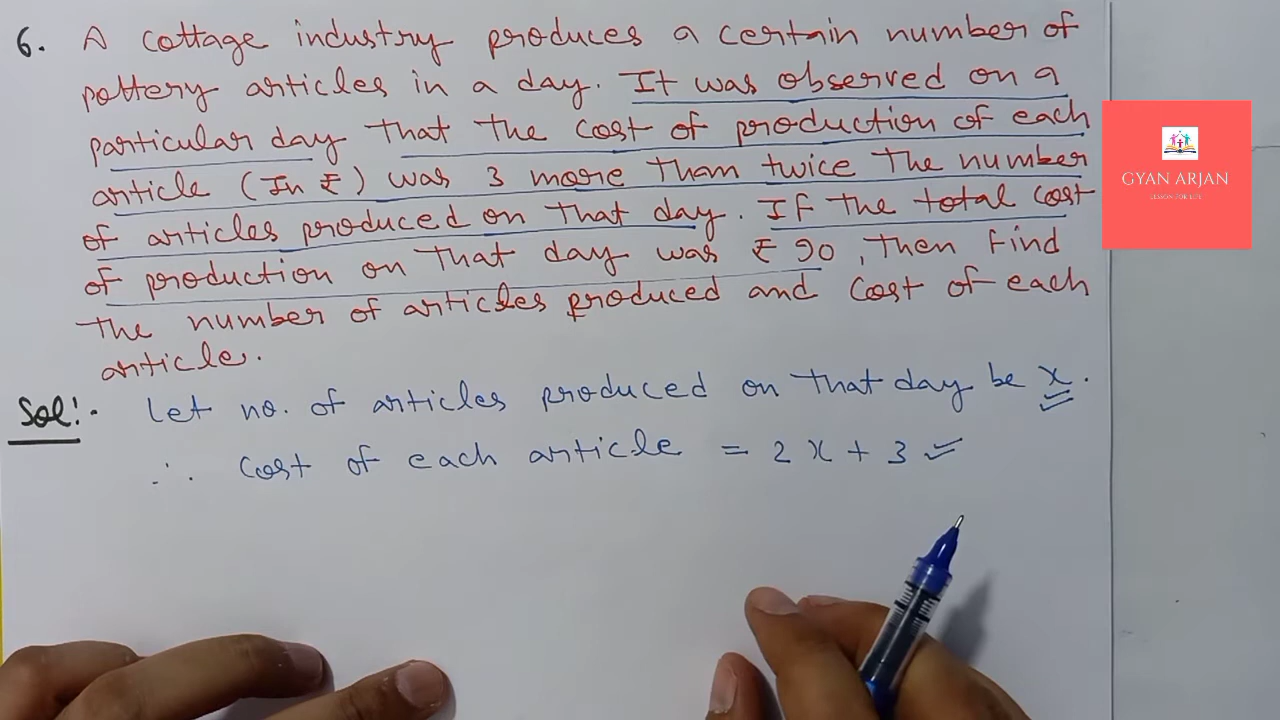 6. A cottage industry produces a certain number of
pottery articles in a day. It was observed on a
particular day that the cost of production of each
article (In ₹) was 3 more than twice the number
of articles produced on that day. If the total cost
of production on that day was ₹ 90, then find
the number of articles produced and cost of each
article.
Sol:- Let no. of articles produced on that day be x.
∴ Cost of each article = 2x + 3
GYAN ARJAN